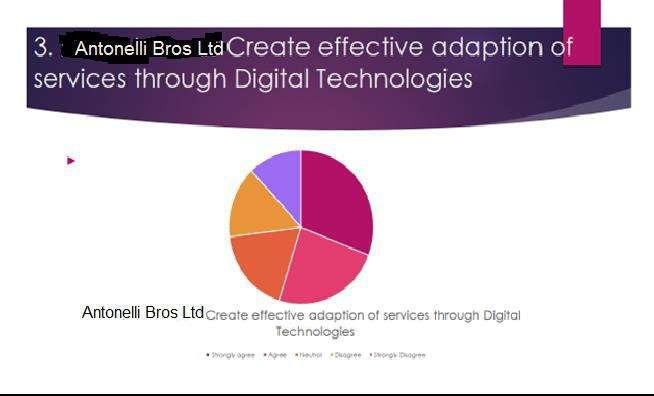 3. Antonelli Bros Ltd Create effective adaption of
services through Digital Technologies
Antonelli Bros Ltd Create effective adaption of services through Digital
Technologies
Strongly agree Agree Neutral Disagree Strongly Disagree